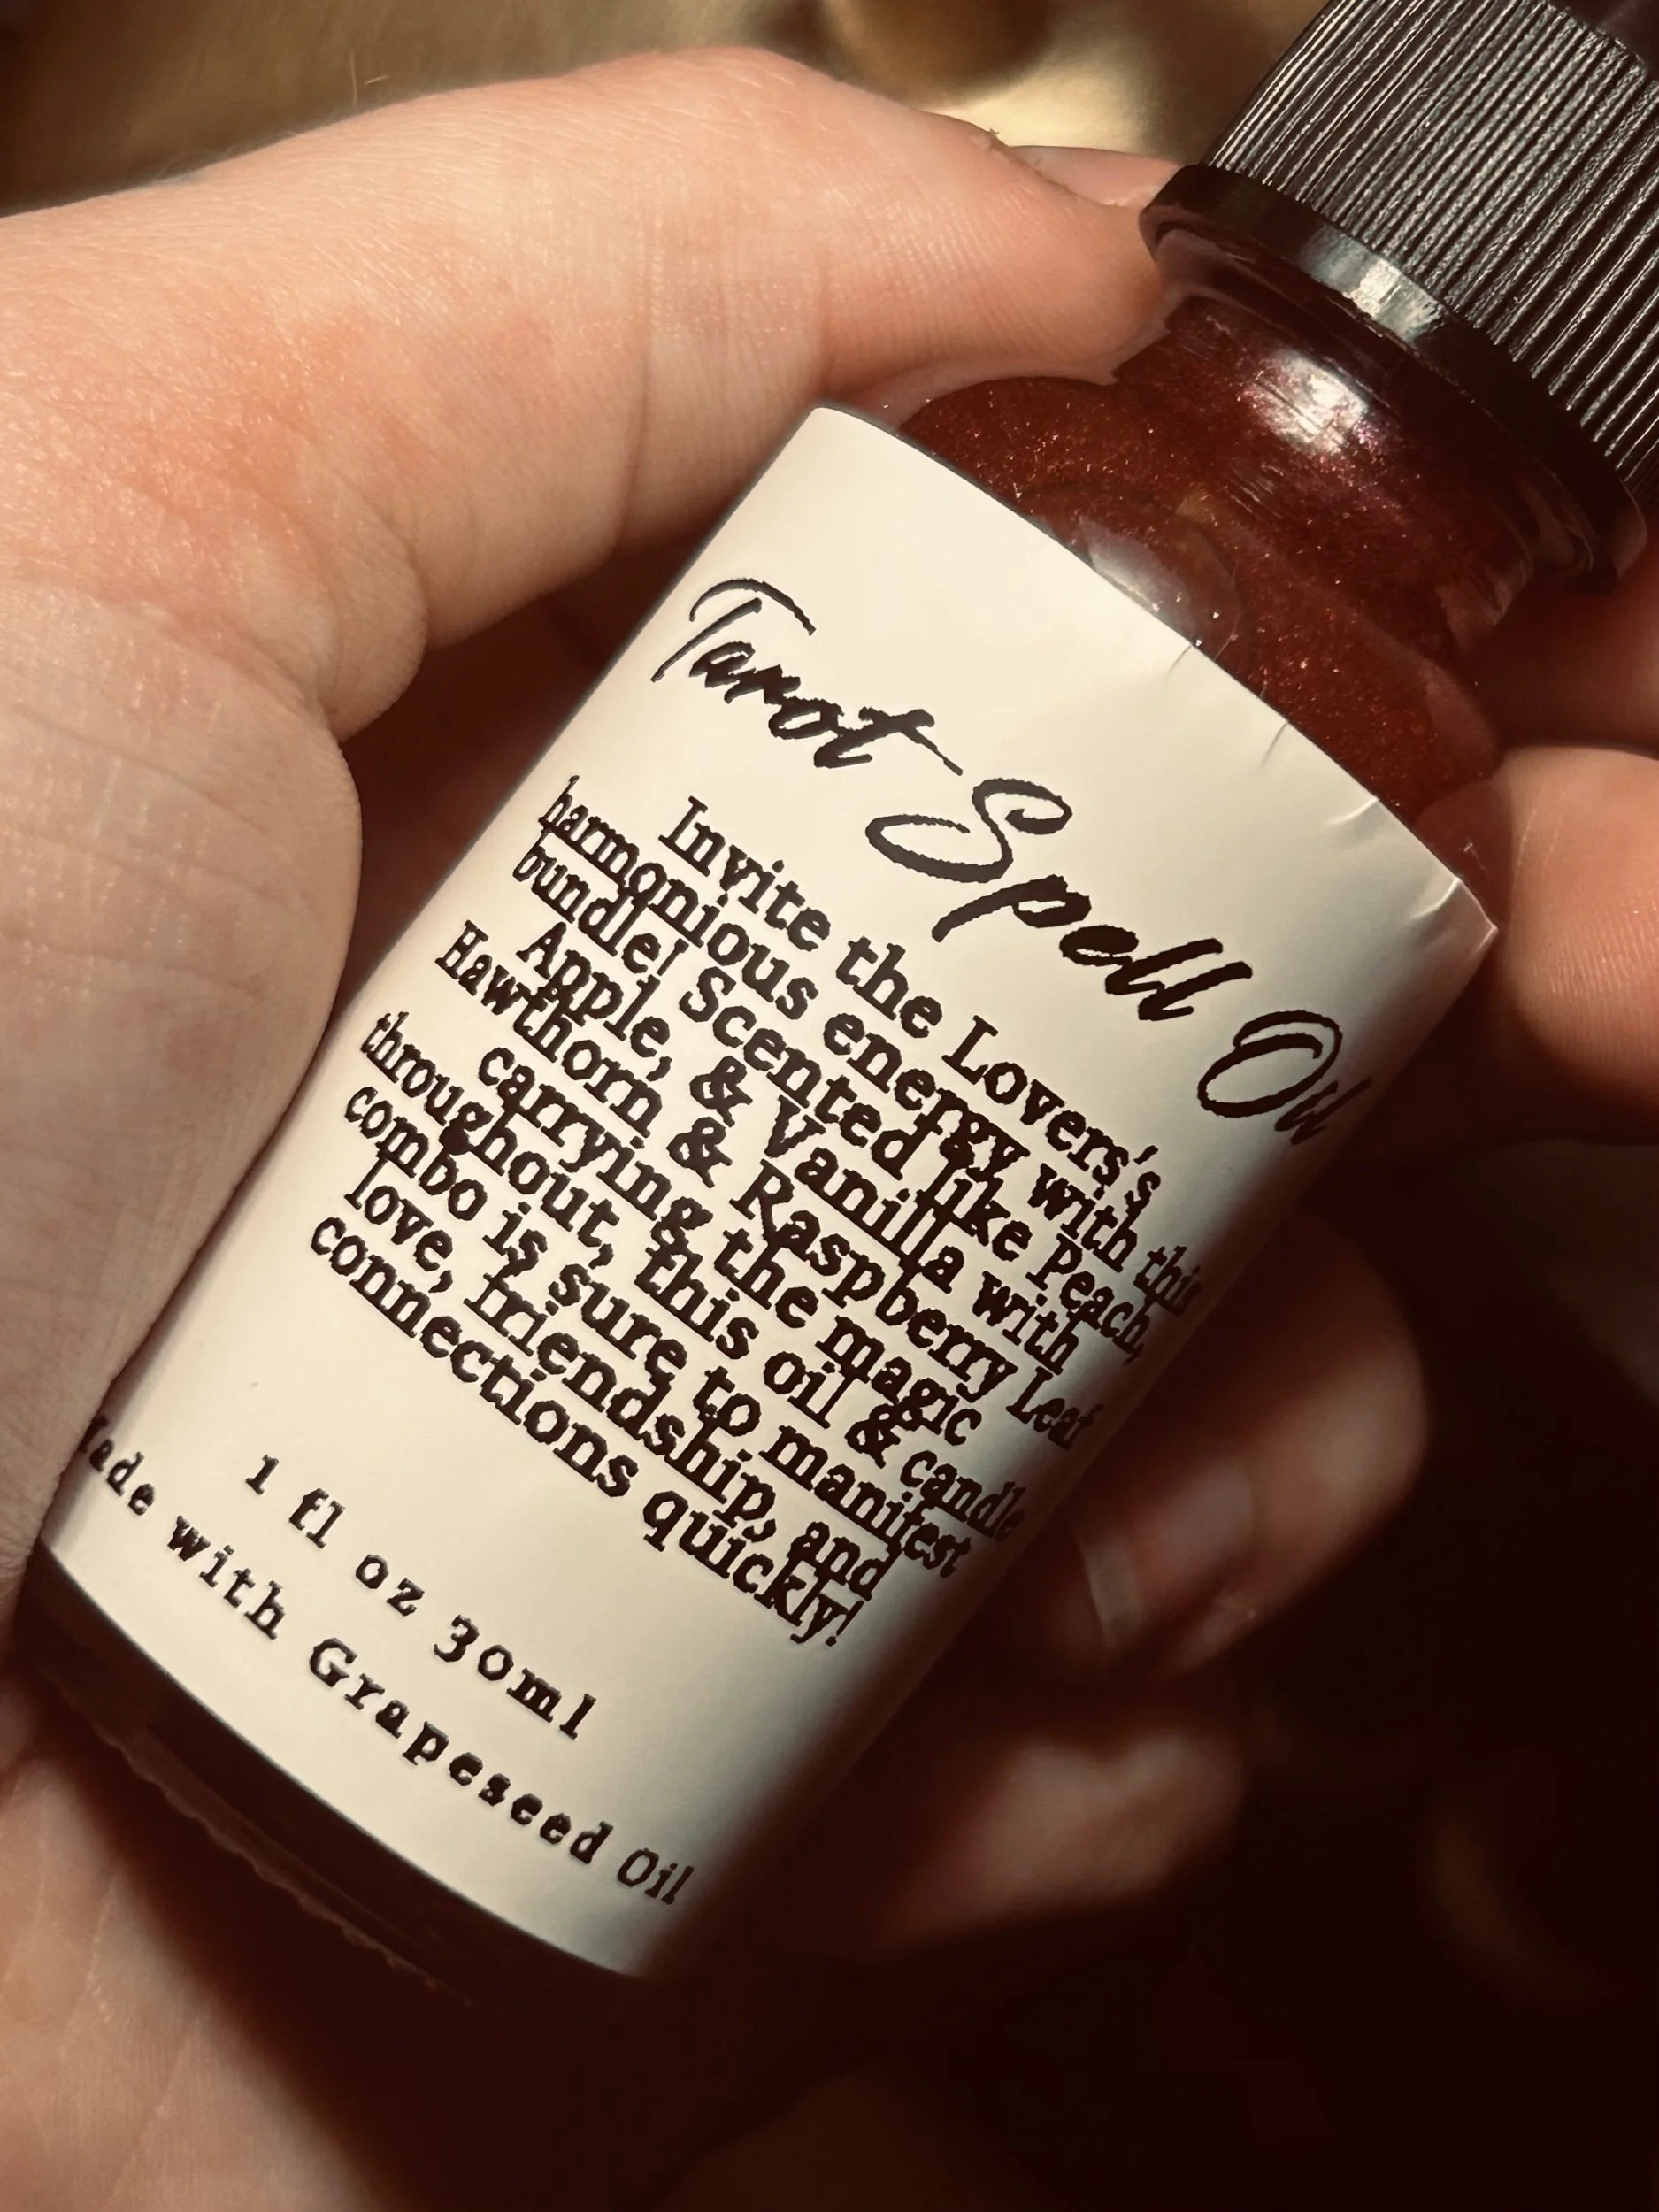 Tarot Spell Oil
Invite the Lovers's
harmonious energy with this
bundle! Scented like Peach,
Apple, & Vanilla with
Hawthorn & Raspberry Leaf
carrying the magic
throughout, this oil & candle
combo is sure to manifest
love, friendship, and
connections quickly!
1 fl oz 30ml
Made with Grapeseed Oil